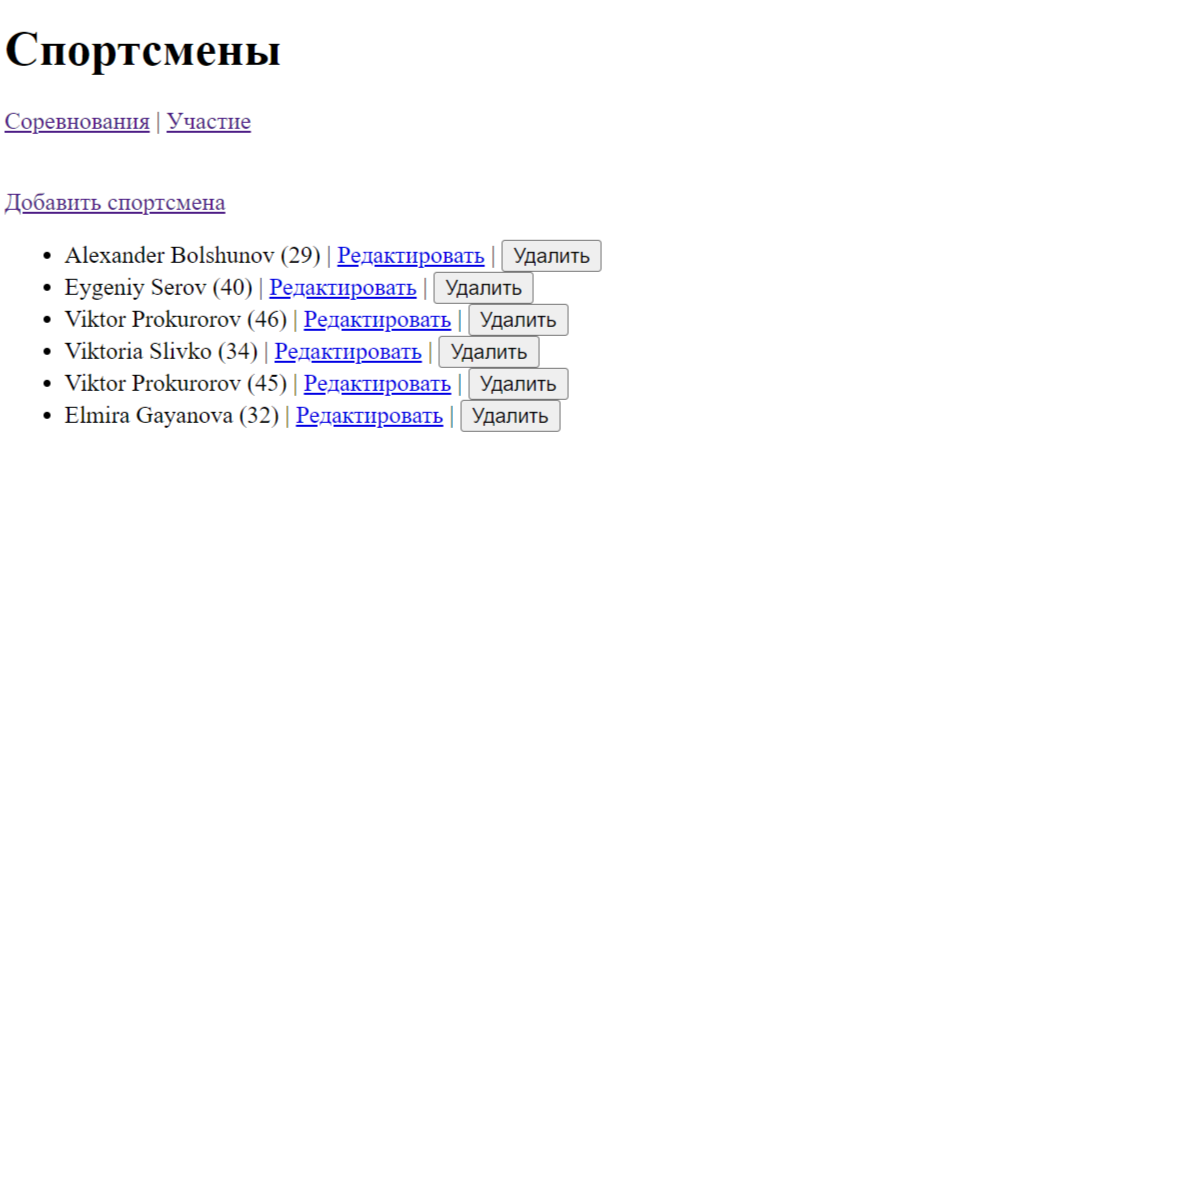 Спортсмены
Соревнования | Участие
Добавить спортсмена
Alexander Bolshunov (29) | Редактировать | Удалить
Eygeniy Serov (40) | Редактировать | Удалить
Viktor Prokurorov (46) | Редактировать | Удалить
Viktoria Slivko (34) | Редактировать | Удалить
Viktor Prokurorov (45) | Редактировать | Удалить
Elmira Gayanova (32) | Редактировать | Удалить